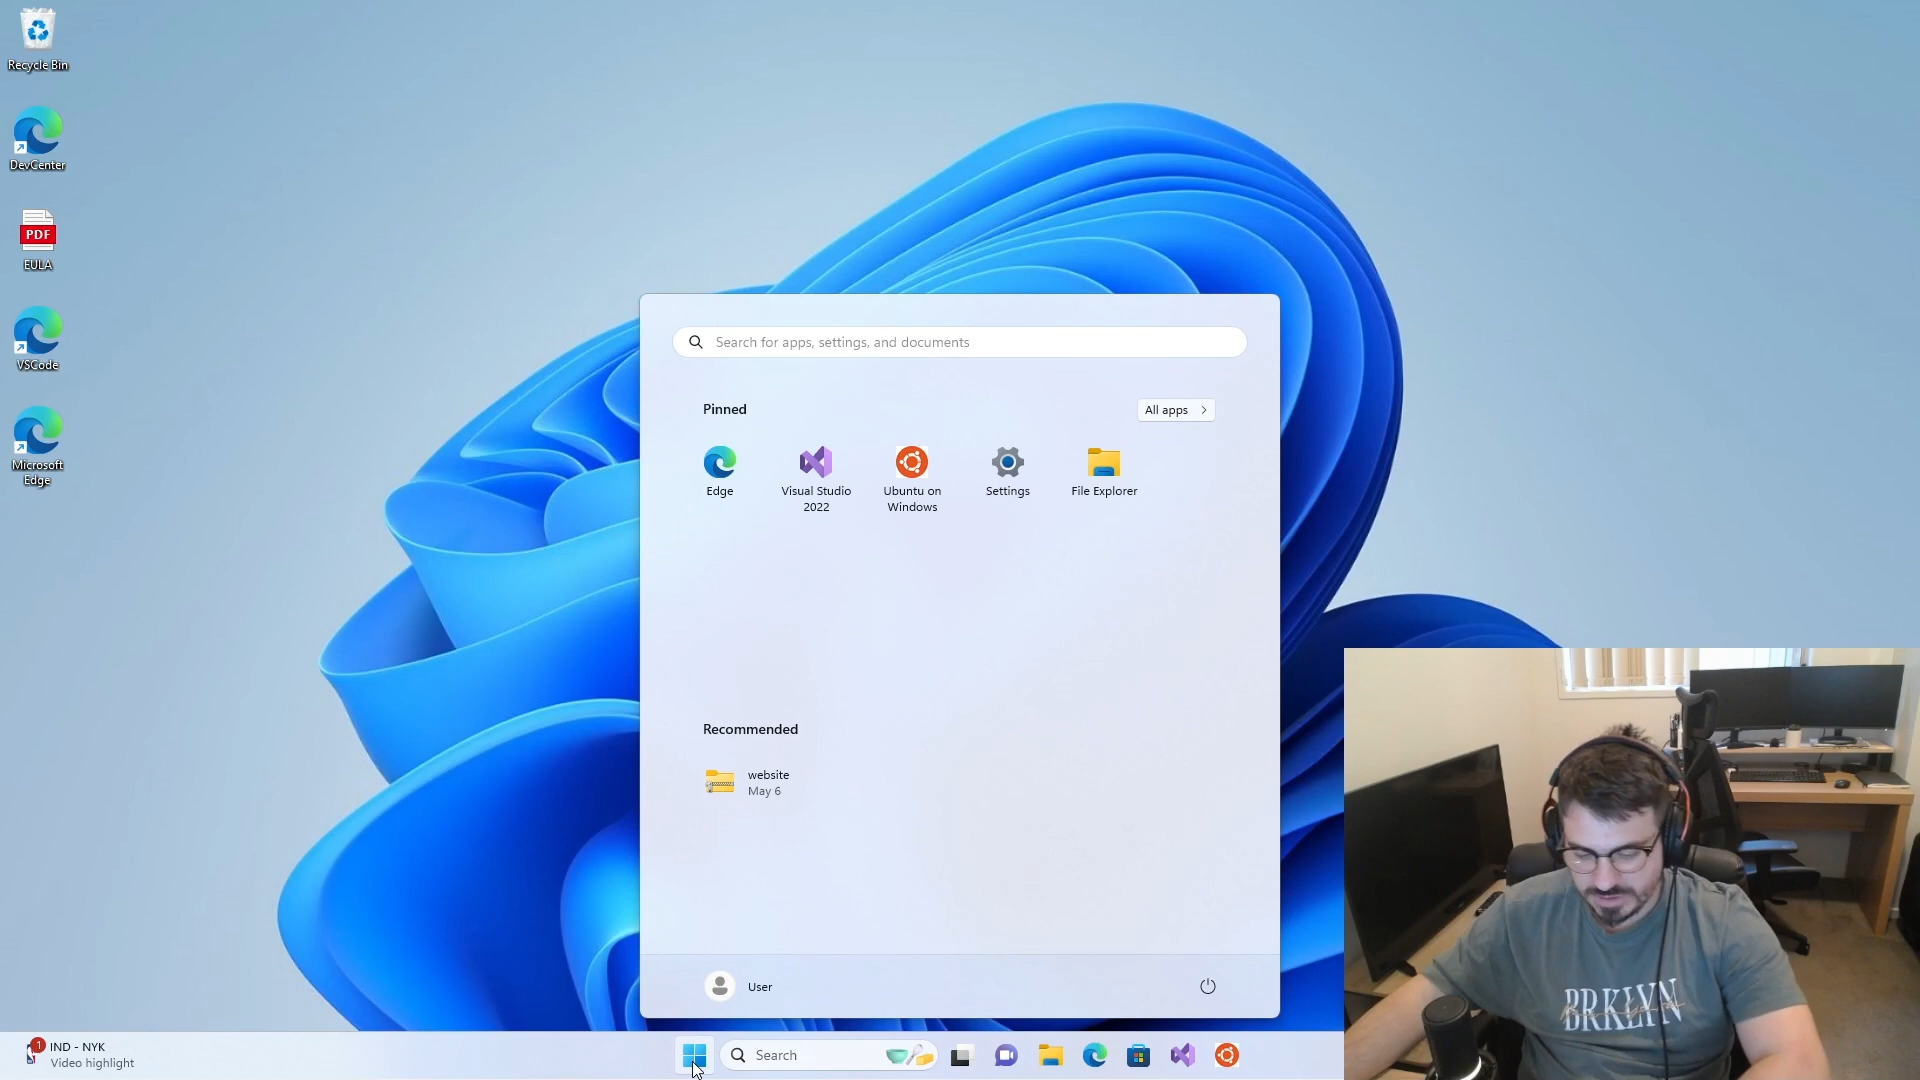 Recycle Bin
DevCenter
PDF
EULA
VSCode
Microsoft
Edge
Search for apps, settings, and documents
Pinned
All apps
Edge
Visual Studio
2022
Ubuntu on
Windows
Settings
File Explorer
Recommended
website
May 6
User
1
IND - NYK
Video highlight
Search
BRKLYN